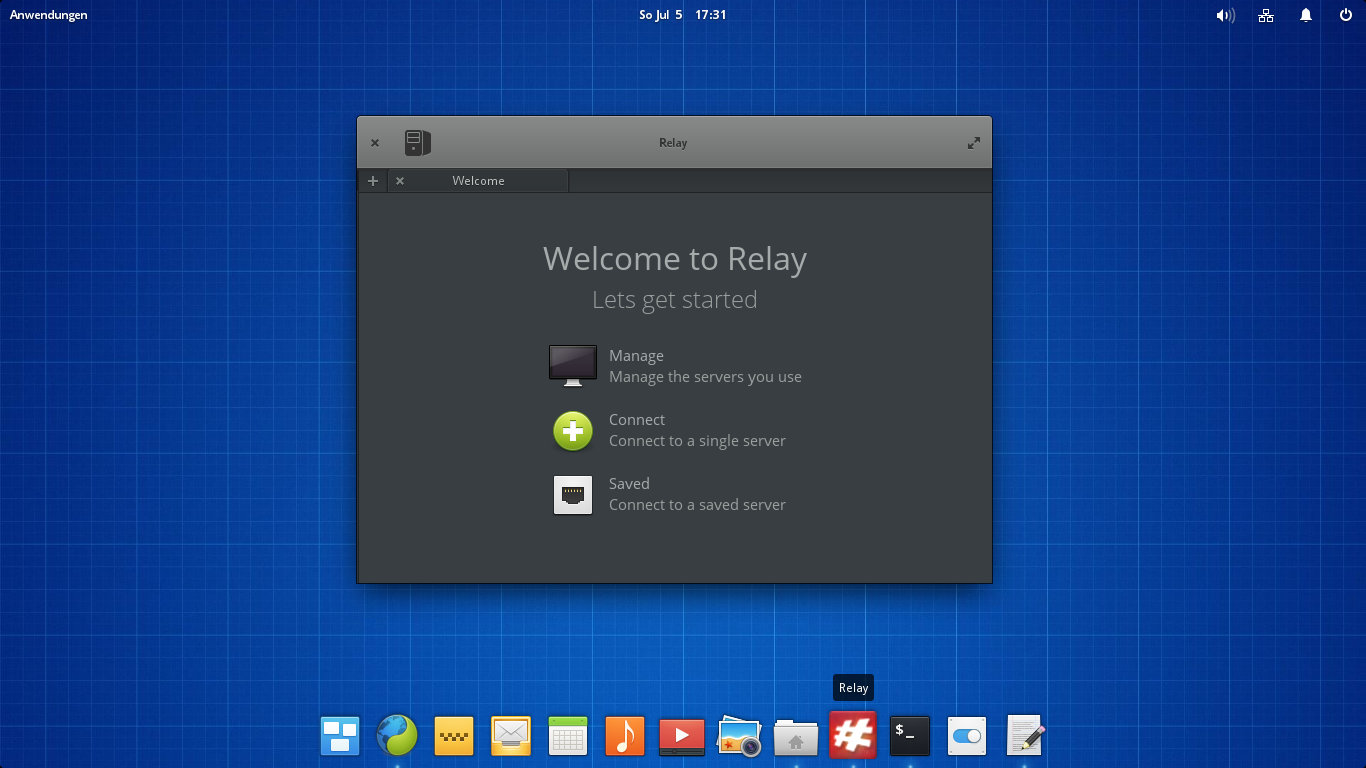 Anwendungen
So Jul 5 17:31
Relay
Welcome
Welcome to Relay
Lets get started
Manage
Manage the servers you use
Connect
Connect to a single server
Saved
Connect to a saved server
Relay
$_